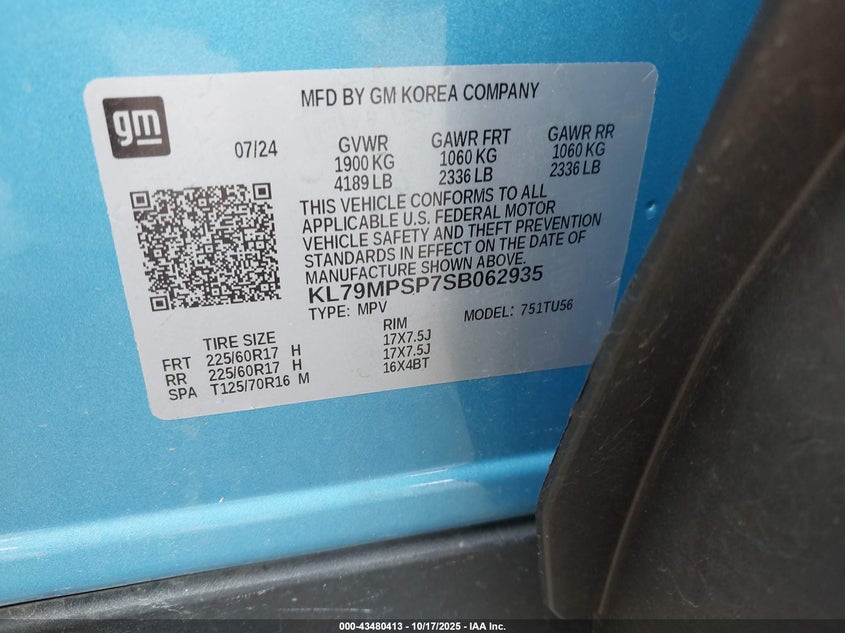 gm
MFD BY GM KOREA COMPANY
07/24
GVWR GAWR FRT GAWR RR
1900 KG 1060 KG 1060 KG
4189 LB 2336 LB 2336 LB
THIS VEHICLE CONFORMS TO ALL
APPLICABLE U.S. FEDERAL MOTOR
VEHICLE SAFETY AND THEFT PREVENTION
STANDARDS IN EFFECT ON THE DATE OF
MANUFACTURE SHOWN ABOVE.
KL79MPSP7SB062935
TYPE: MPV MODEL: 751TU56
TIRE SIZE RIM
FRT 225/60R17 H 17X7.5J
RR 225/60R17 H 17X7.5J
SPA T125/70R16 M 16X4BT
000-43480413 - 10/17/2025 - IAA Inc.